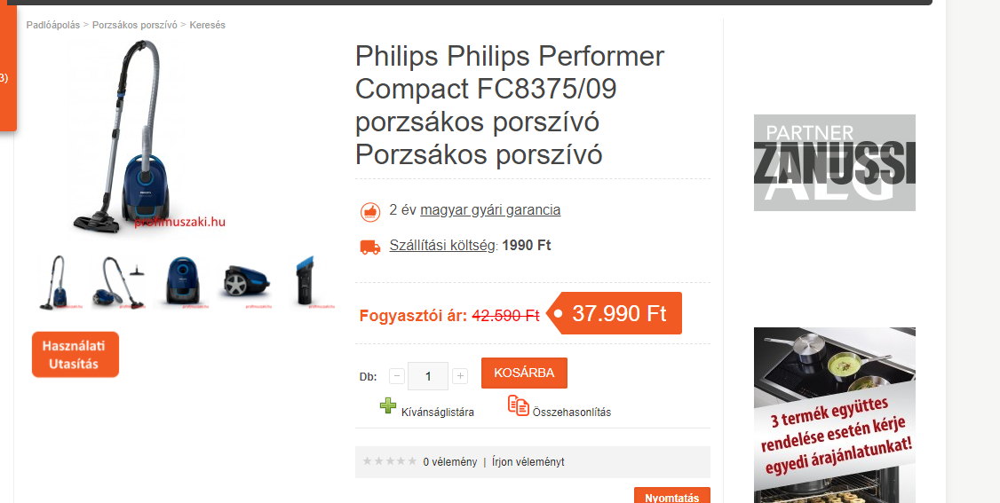 3)
Padlóápolás > Porzsákos porszívó > Keresés
profimuszaki.hu
Használati
Utasítás
Philips Philips Performer
Compact FC8375/09
porzsákos porszívó
Porzsákos porszívó
2 év magyar gyári garancia
Szállítási költség: 1990 Ft
Fogyasztói ár: 42.590 Ft 37.990 Ft
Db: − 1 + KOSÁRBA
Kívánságlistára Összehasonlítás
0 vélemény | Írjon véleményt
Nyomtatás
PARTNER
ZANUSSI
AEG
3 termék együttes
rendelése esetén kérje
egyedi árajánlatunkat!